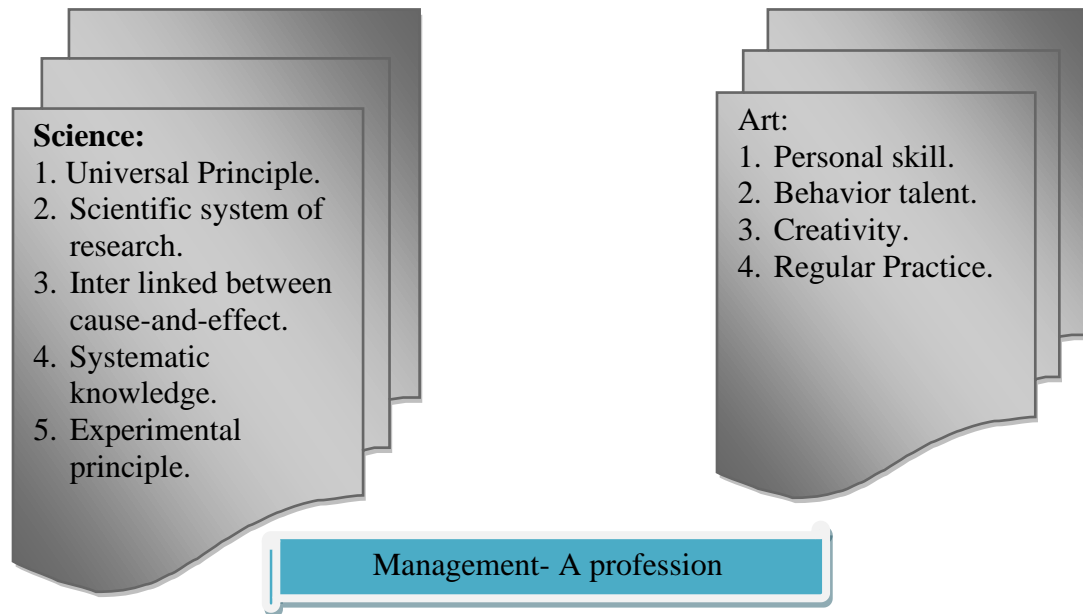 Science:
1. Universal Principle.
2. Scientific system of
research.
3. Inter linked between
cause-and-effect.
4. Systematic
knowledge.
5. Experimental
principle.
Art:
1. Personal skill.
2. Behavior talent.
3. Creativity.
4. Regular Practice.
Management- A profession